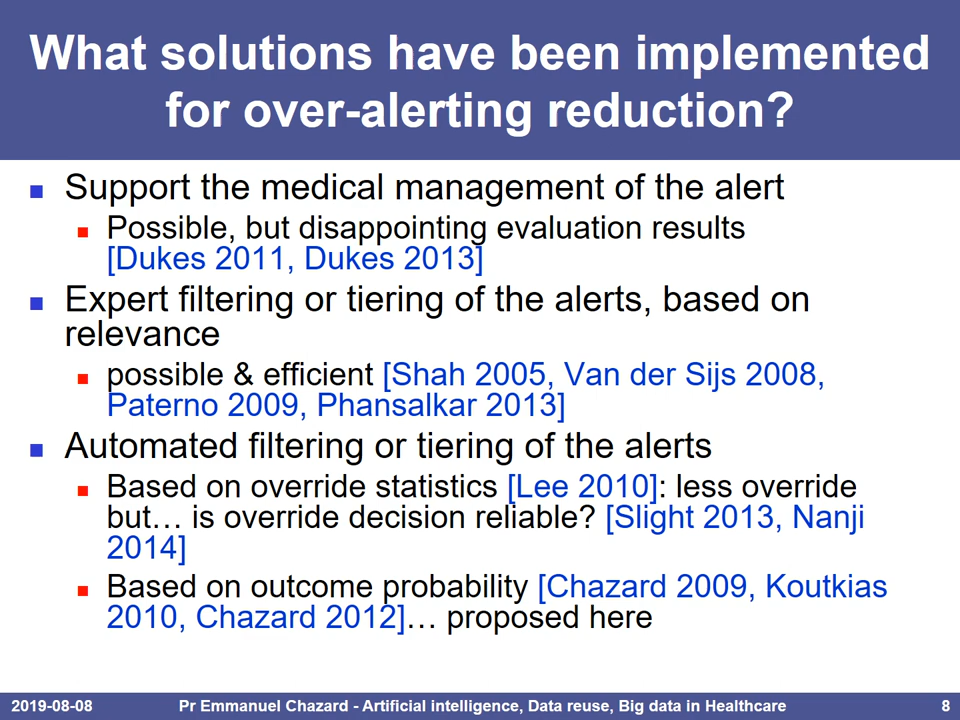 What solutions have been implemented
for over-alerting reduction?
Support the medical management of the alert
Possible, but disappointing evaluation results
[Dukes 2011, Dukes 2013]
Expert filtering or tiering of the alerts, based on
relevance
possible & efficient [Shah 2005, Van der Sijs 2008,
Paterno 2009, Phansalkar 2013]
Automated filtering or tiering of the alerts
Based on override statistics [Lee 2010]: less override
but… is override decision reliable? [Slight 2013, Nanji
2014]
Based on outcome probability [Chazard 2009, Koutkias
2010, Chazard 2012]… proposed here
2019-08-08 Pr Emmanuel Chazard - Artificial intelligence, Data reuse, Big data in Healthcare 8